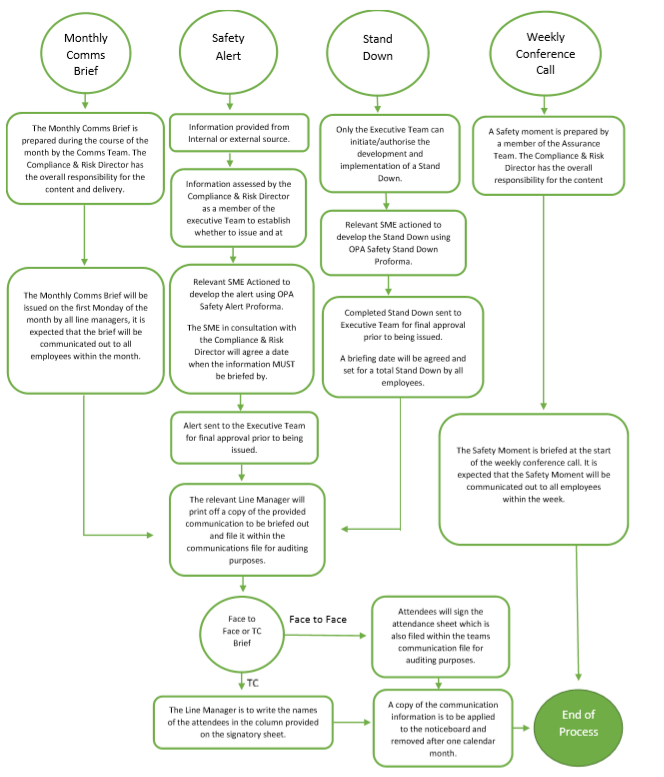 Monthly
Comms
Brief
Safety
Alert
Stand
Down
Weekly
Conference
Call
The Monthly Comms Brief is
prepared during the course of the
month by the Comms Team. The
Compliance & Risk Director has
the overall responsibility for the
content and delivery.
Information provided from
Internal or external source.
Only the Executive Team can
initiate/authorise the
development and
implementation of a Stand
Down.
A Safety moment is prepared by
a member of the Assurance
Team. The Compliance & Risk
Director has the overall
responsibility for the content
Information assessed by the
Compliance & Risk Director
as a member of the
executive Team to establish
whether to issue and at
Relevant SME actioned to
develop the Stand Down using
OPA Safety Stand Down
Proforma.
The Monthly Comms Brief will be
issued on the first Monday of the
month by all line managers, it is
expected that the brief will be
communicated out to all
employees within the month.
Relevant SME Actioned to
develop the alert using OPA
Safety Alert Proforma.
The SME in consultation with
the Compliance & Risk
Director will agree a date
when the information MUST
be briefed by.
Completed Stand Down sent to
Executive Team for final approval
prior to being issued.
A briefing date will be agreed and
set for a total Stand Down by all
employees.
Alert sent to the Executive Team
for final approval prior to being
issued.
The Safety Moment is briefed at the start
of the weekly conference call. It is
expected that the Safety Moment will be
communicated out to all employees
within the week.
The relevant Line Manager will
print off a copy of the provided
communication to be briefed out
and file it within the
communications file for auditing
purposes.
Face to
Face or TC
Brief
Face to Face
Attendees will sign the
attendance sheet which is
also filed within the teams
communication file for
auditing purposes.
TC
The Line Manager is to write the names
of the attendees in the column provided
on the signatory sheet.
A copy of the communication
information is to be applied
to the noticeboard and
removed after one calendar
month.
End of
Process